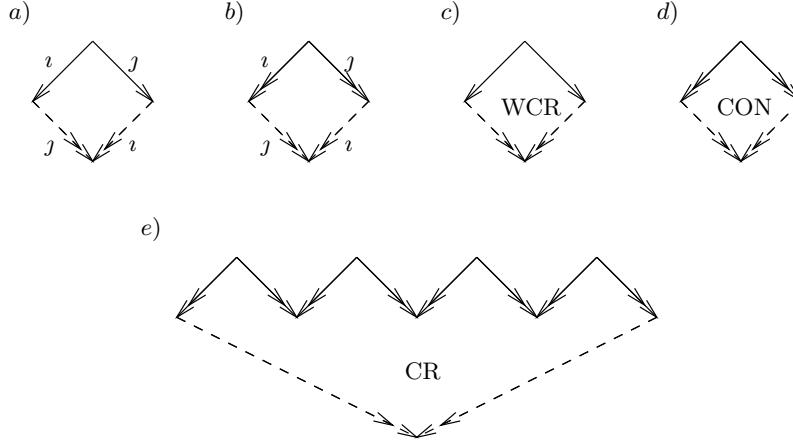 a) b) c) d)
ı ȷ ı ȷ
WCR CON
ȷ ı ȷ ı
e)
CR